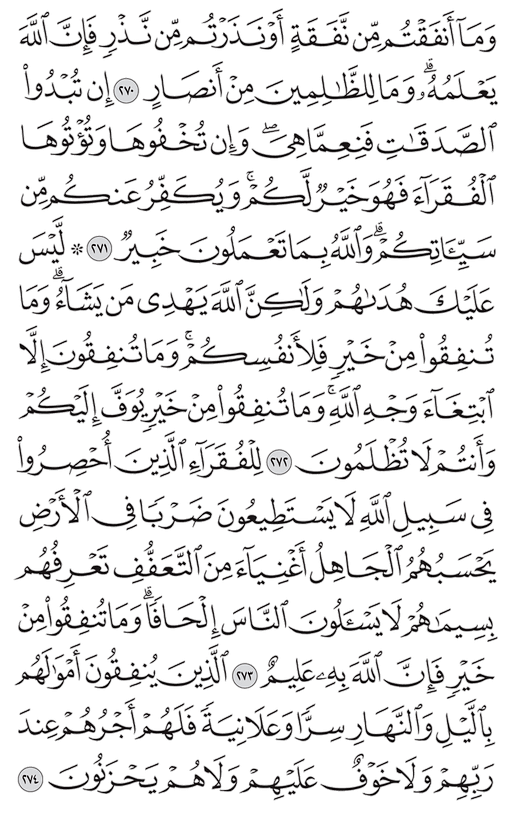 وَمَآ أَنفَقۡتُم مِّن نَّفَقَةٍ أَوۡ نَذَرۡتُم مِّن نَّذۡرٖ فَإِنَّ ٱللَّهَ
يَعۡلَمُهُۥۗ وَمَا لِلظَّٰلِمِينَ مِنۡ أَنصَارٍ ٢٧٠ إِن تُبۡدُواْ
ٱلصَّدَقَٰتِ فَنِعِمَّا هِيَۖ وَإِن تُخۡفُوهَا وَتُؤۡتُوهَا
ٱلۡفُقَرَآءَ فَهُوَ خَيۡرٞ لَّكُمۡۚ وَيُكَفِّرُ عَنكُم مِّن
سَيِّـَٔاتِكُمۡۗ وَٱللَّهُ بِمَا تَعۡمَلُونَ خَبِيرٞ ٢٧١ ۞ لَّيۡسَ
عَلَيۡكَ هُدَىٰهُمۡ وَلَٰكِنَّ ٱللَّهَ يَهۡدِي مَن يَشَآءُۗ وَمَا
تُنفِقُواْ مِنۡ خَيۡرٖ فَلِأَنفُسِكُمۡۚ وَمَا تُنفِقُونَ إِلَّا
ٱبۡتِغَآءَ وَجۡهِ ٱللَّهِۚ وَمَا تُنفِقُواْ مِنۡ خَيۡرٖ يُوَفَّ إِلَيۡكُمۡ
وَأَنتُمۡ لَا تُظۡلَمُونَ ٢٧٢ لِلۡفُقَرَآءِ ٱلَّذِينَ أُحۡصِرُواْ
فِي سَبِيلِ ٱللَّهِ لَا يَسۡتَطِيعُونَ ضَرۡبٗا فِي ٱلۡأَرۡضِ
يَحۡسَبُهُمُ ٱلۡجَاهِلُ أَغۡنِيَآءَ مِنَ ٱلتَّعَفُّفِ تَعۡرِفُهُم
بِسِيمَٰهُمۡ لَا يَسۡـَٔلُونَ ٱلنَّاسَ إِلۡحَافٗاۗ وَمَا تُنفِقُواْ مِنۡ
خَيۡرٖ فَإِنَّ ٱللَّهَ بِهِۦ عَلِيمٌ ٢٧٣ ٱلَّذِينَ يُنفِقُونَ أَمۡوَٰلَهُم
بِٱلَّيۡلِ وَٱلنَّهَارِ سِرّٗا وَعَلَانِيَةٗ فَلَهُمۡ أَجۡرُهُمۡ عِندَ
رَبِّهِمۡ وَلَا خَوۡفٌ عَلَيۡهِمۡ وَلَا هُمۡ يَحۡزَنُونَ ٢٧٤